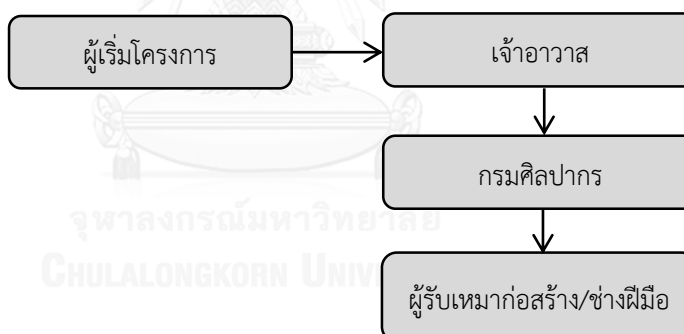 ผู้เริ่มโครงการ
เจ้าอาวาส
กรมศิลปากร
จุฬาลงกรณ์มหาวิทยาลัย
CHULALONGKORN UNIV
ผู้รับเหมาก่อสร้าง/ช่างฝีมือ